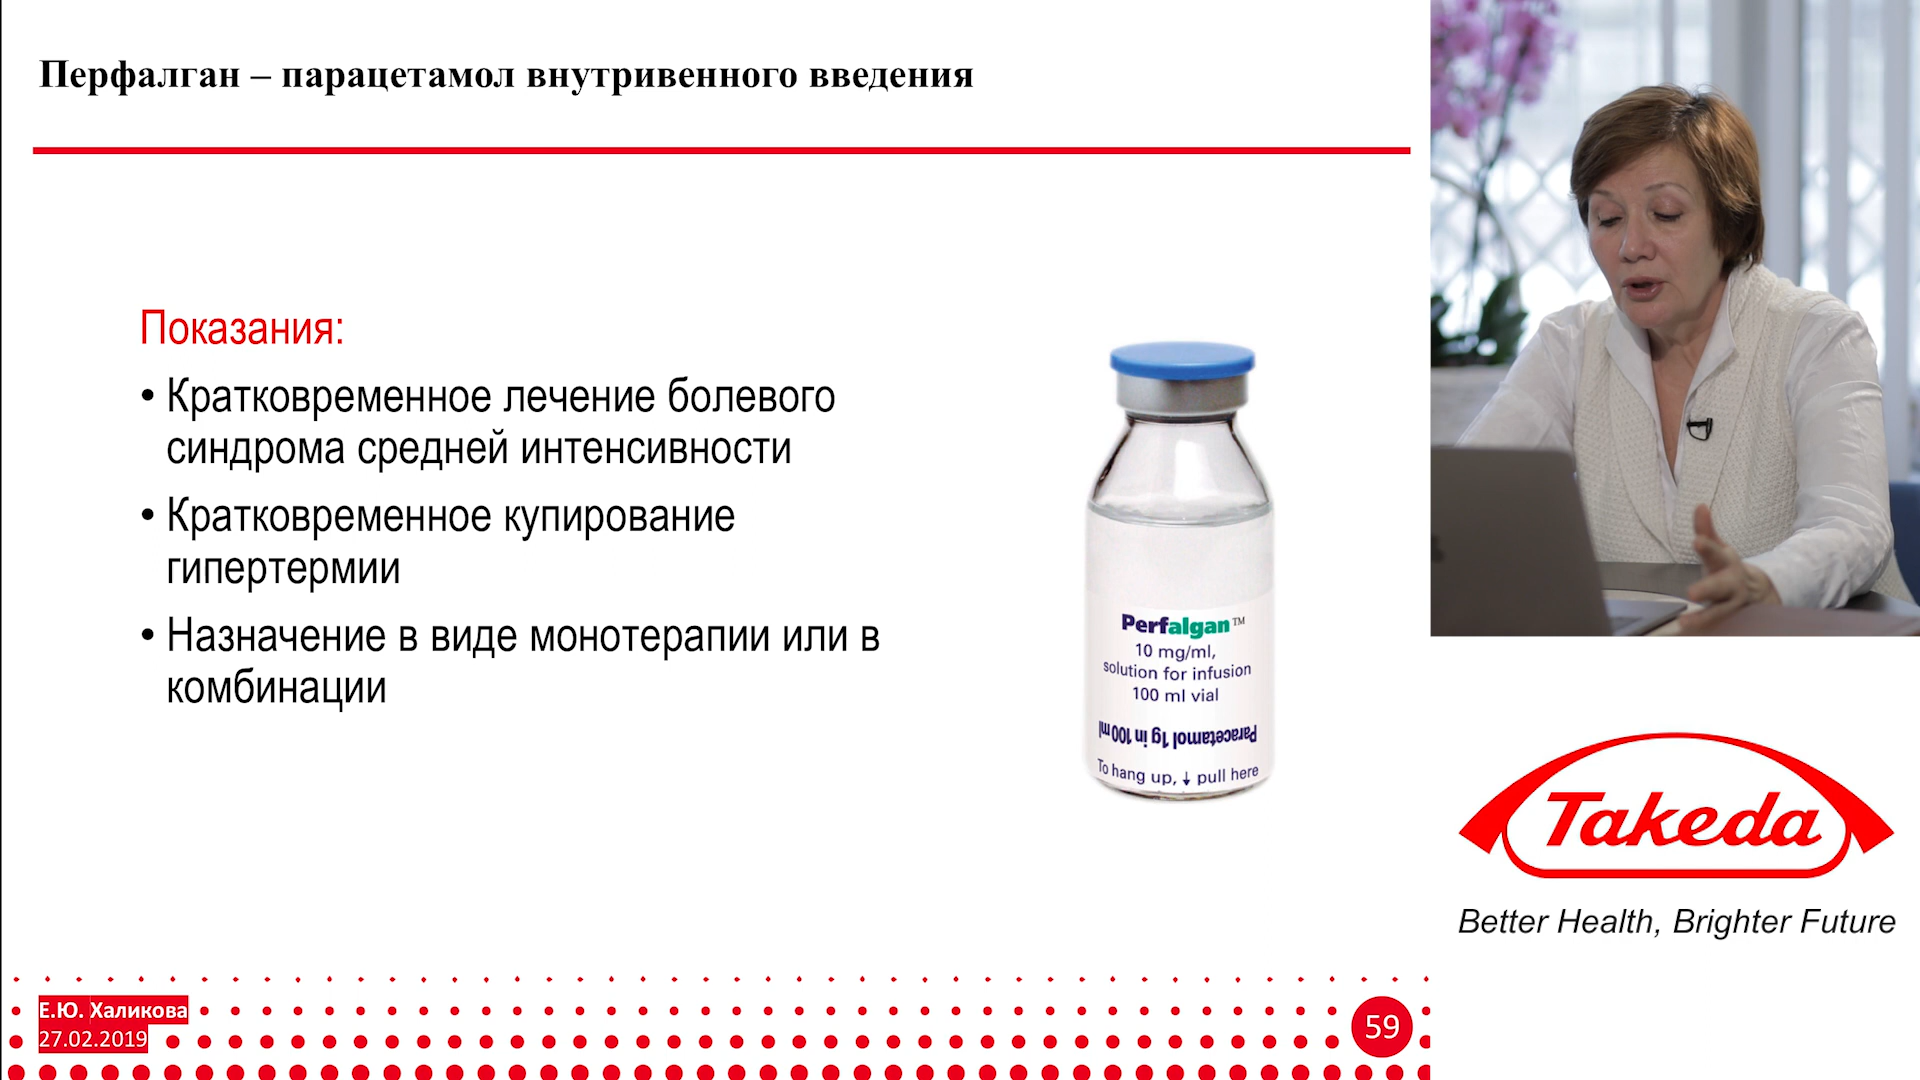 Перфалган – парацетамол внутривенного введения
Показания:
• Кратковременное лечение болевого
синдрома средней интенсивности
• Кратковременное купирование
гипертермии
• Назначение в виде монотерапии или в
комбинации
Perfalgan™
10 mg/ml,
solution for infusion
100 ml vial
Paracetamol 1g in 100ml
To hang up, ↓ pull here
Takeda
Better Health, Brighter Future
Е.Ю. Халикова
27.02.2019
59